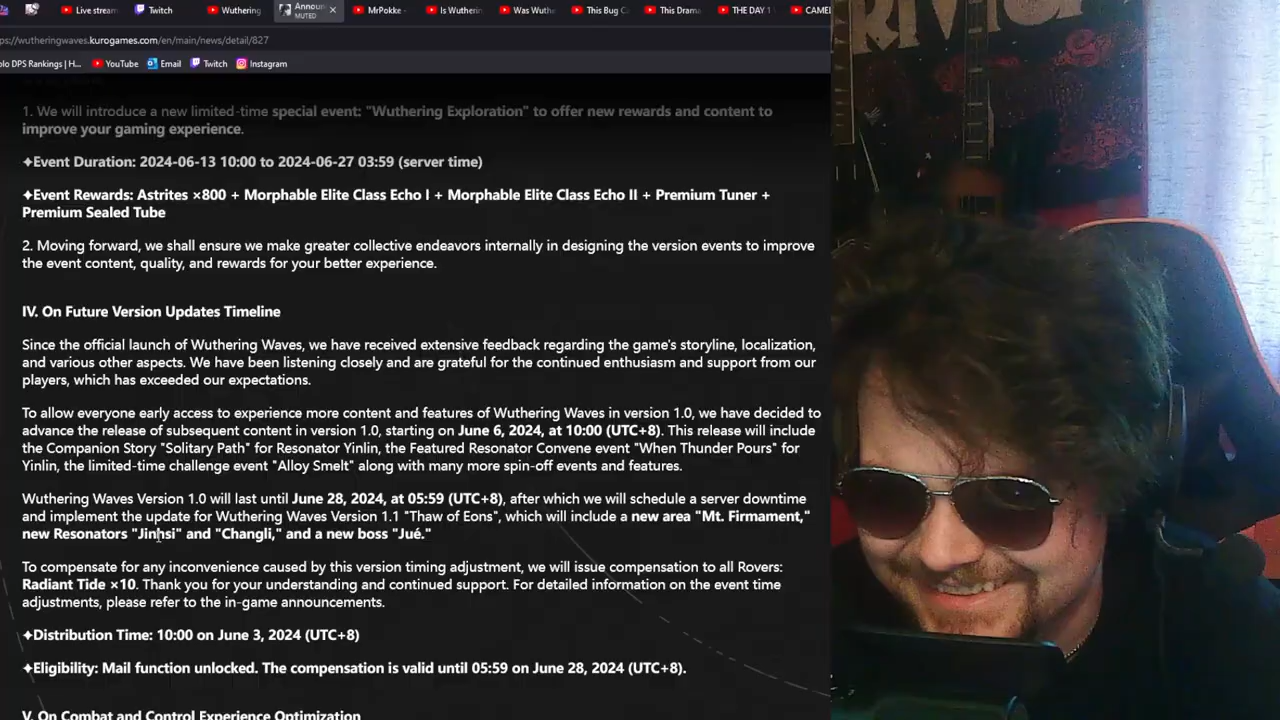 Live stream
Twitch
Wuthering
Announ
MUTED
MrPokke -
Is Wutherin
Was Wuthe
This Bug C
This Drama
THE DAY 1
CAMEL
ps://wutheringwaves.kurogames.com/en/main/news/detail/827
olo DPS Rankings | H...
YouTube
Email
Twitch
Instagram
1. We will introduce a new limited-time special event: "Wuthering Exploration" to offer new rewards and content to
improve your gaming experience.
✦Event Duration: 2024-06-13 10:00 to 2024-06-27 03:59 (server time)
✦Event Rewards: Astrites ×800 + Morphable Elite Class Echo I + Morphable Elite Class Echo II + Premium Tuner +
Premium Sealed Tube
2. Moving forward, we shall ensure we make greater collective endeavors internally in designing the version events to improve
the event content, quality, and rewards for your better experience.
IV. On Future Version Updates Timeline
Since the official launch of Wuthering Waves, we have received extensive feedback regarding the game's storyline, localization,
and various other aspects. We have been listening closely and are grateful for the continued enthusiasm and support from our
players, which has exceeded our expectations.
To allow everyone early access to experience more content and features of Wuthering Waves in version 1.0, we have decided to
advance the release of subsequent content in version 1.0, starting on June 6, 2024, at 10:00 (UTC+8). This release will include
the Companion Story "Solitary Path" for Resonator Yinlin, the Featured Resonator Convene event "When Thunder Pours" for
Yinlin, the limited-time challenge event "Alloy Smelt" along with many more spin-off events and features.
Wuthering Waves Version 1.0 will last until June 28, 2024, at 05:59 (UTC+8), after which we will schedule a server downtime
and implement the update for Wuthering Waves Version 1.1 "Thaw of Eons", which will include a new area "Mt. Firmament,"
new Resonators "Jinhsi" and "Changli," and a new boss "Jué."
To compensate for any inconvenience caused by this version timing adjustment, we will issue compensation to all Rovers:
Radiant Tide ×10. Thank you for your understanding and continued support. For detailed information on the event time
adjustments, please refer to the in-game announcements.
✦Distribution Time: 10:00 on June 3, 2024 (UTC+8)
✦Eligibility: Mail function unlocked. The compensation is valid until 05:59 on June 28, 2024 (UTC+8).
V. On Combat and Control Experience Optimization